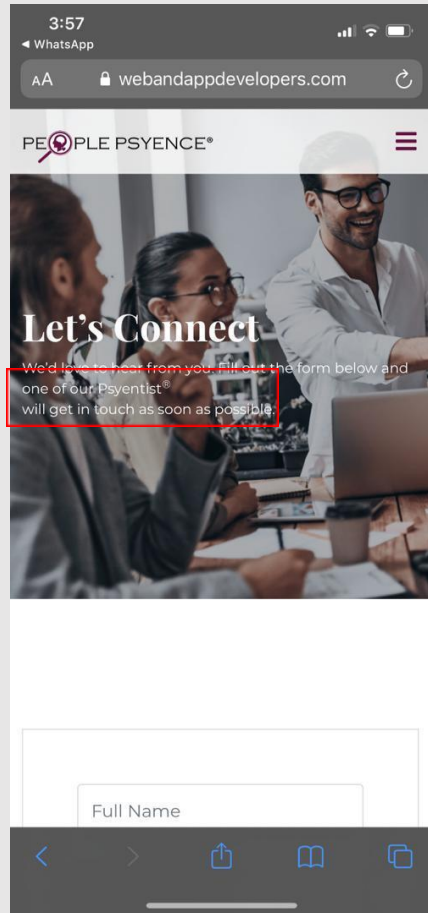 3:57
WhatsApp
AA webandappdevelopers.com
PEOPLE PSYENCE®
Let's Connect
We'd love to hear from you. Fill out the form below and
one of our Psyentist®
will get in touch as soon as possible.
Full Name